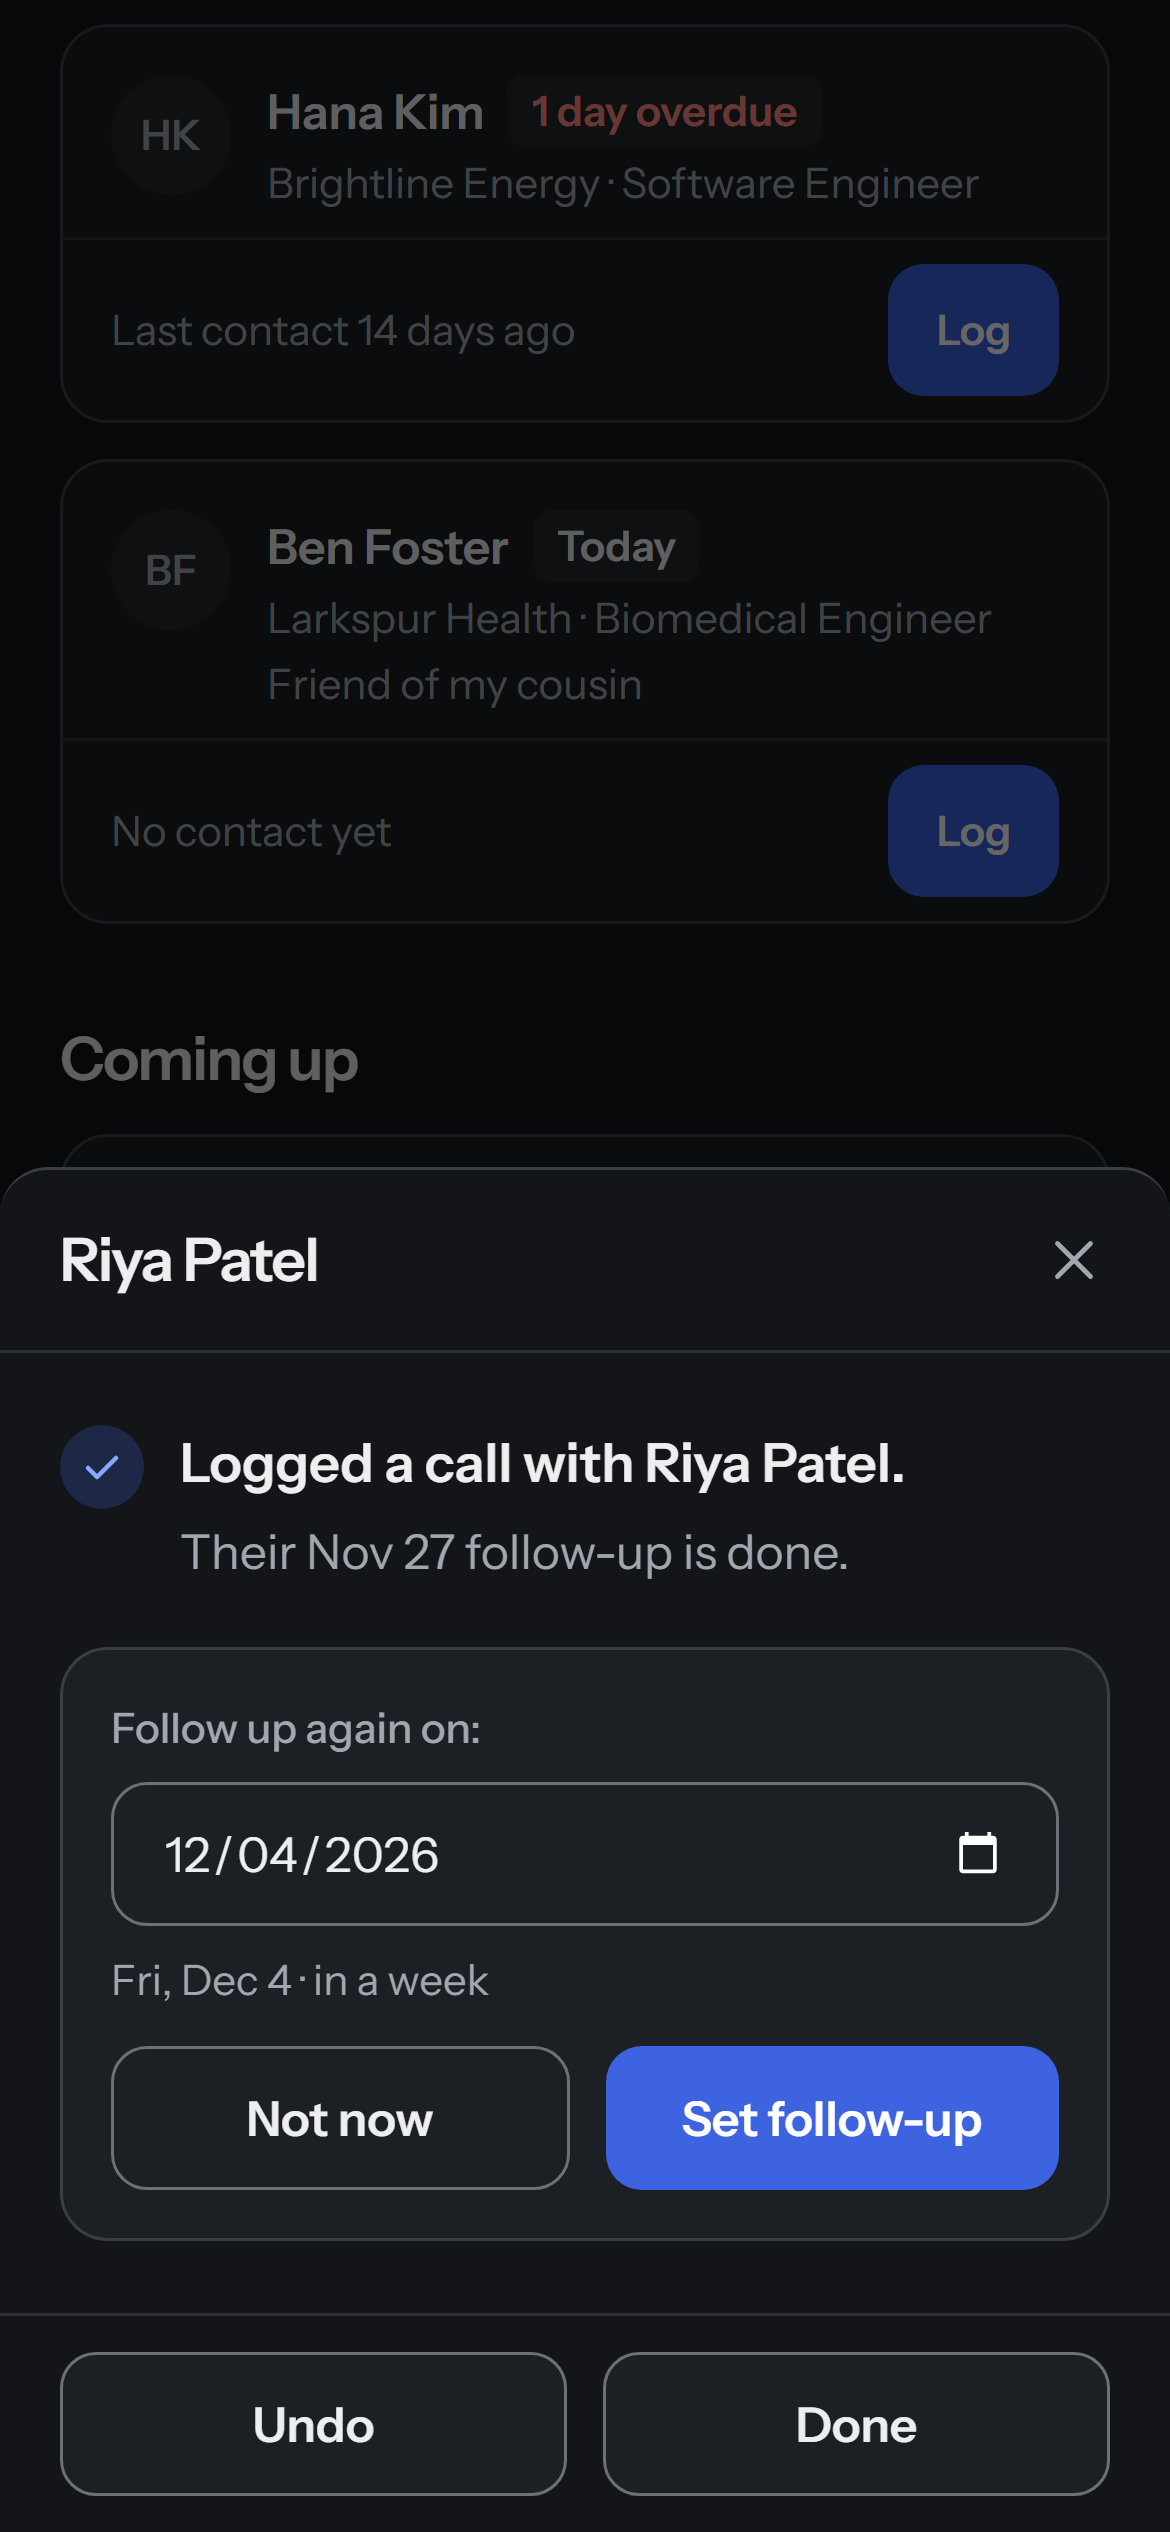 HK
Hana Kim
1 day overdue
Brightline Energy · Software Engineer
Last contact 14 days ago
Log
BF
Ben Foster
Today
Larkspur Health · Biomedical Engineer
Friend of my cousin
No contact yet
Log
Coming up
Riya Patel
Logged a call with Riya Patel.
Their Nov 27 follow-up is done.
Follow up again on:
12/04/2026
Fri, Dec 4 · in a week
Not now
Set follow-up
Undo
Done